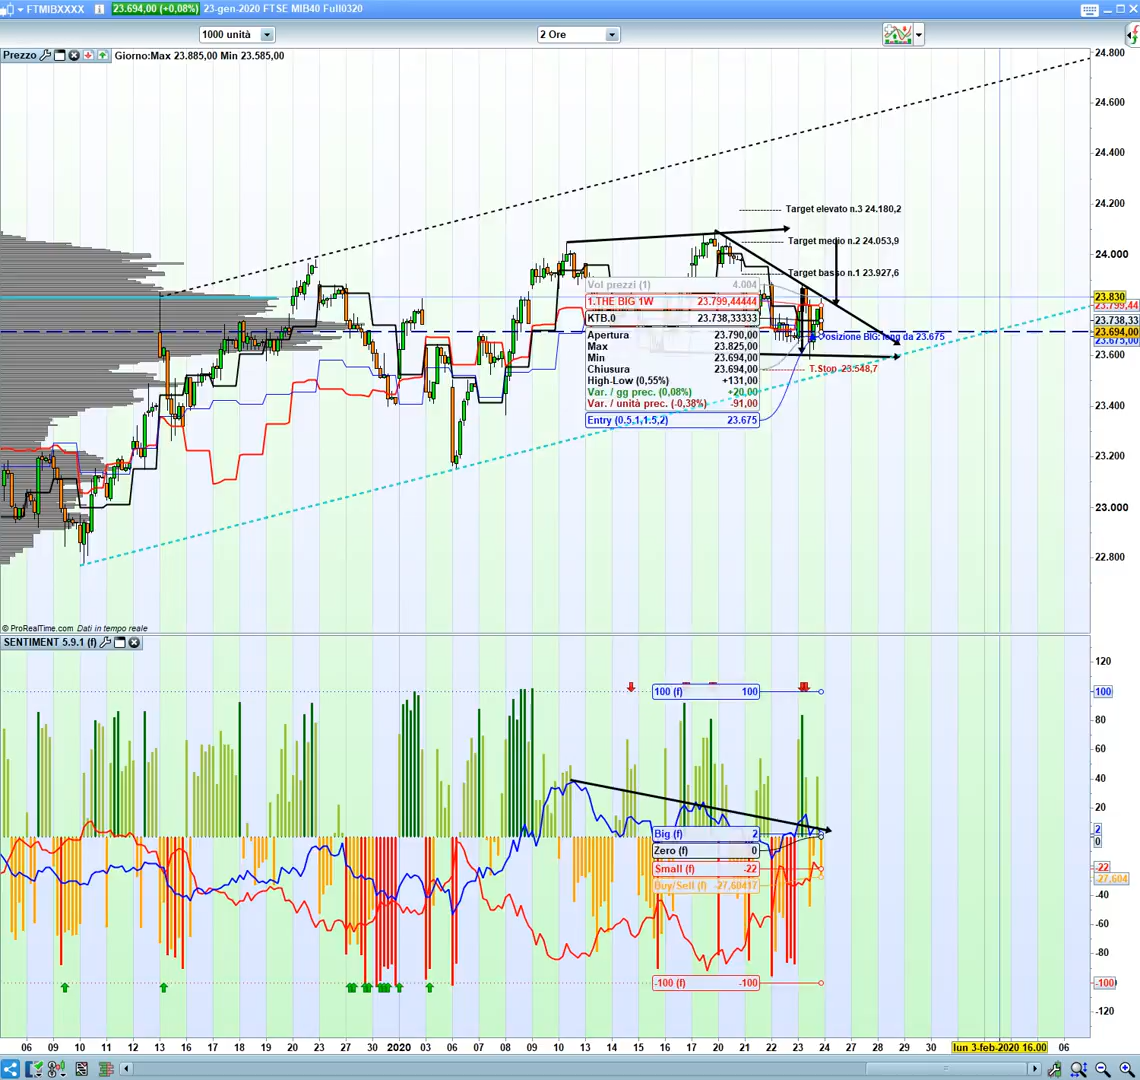 FTMIBXXXX 23.694,00 (+0,08%) 23-gen-2020 FTSE MIB40 Full0320
1000 unità 2 Ore
Prezzo Giorno:Max 23.885,00 Min 23.585,00
24.800
24.600
24.400
24.200
24.000
23.830
23.799,44
23.738,33
23.694,00
23.675,00
23.600
23.400
23.200
23.000
22.800
Target elevato n.3 24.180,2
Target medio n.2 24.053,9
Target basso n.1 23.927,6
Vol prezzi (1) 4.004
1.THE BIG 1W 23.799,44444
KTB.0 23.738,33333
Apertura 23.790,00
Max 23.825,00
Min 23.694,00
Chiusura 23.694,00
High-Low (0,55%) +131,00
Var. / gg prec. (0,08%) +20,00
Var. / unità prec. (-0,38%) -91,00
Entry (0,5,1,1.5,2) 23.675
Posizione BIG: long da 23.675
T.Stop 23.548,7
© ProRealTime.com Dati in tempo reale
SENTIMENT 5.9.1 (f)
120
100
80
60
40
20
2
0
-22
-27,604
-40
-60
-80
-100
-120
100 (f) 100
Big (f) 2
Zero (f) 0
Small (f) -22
Buy/Sell (f) -27,60417
-100 (f) -100
06 09 10 11 12 13 16 17 18 19 20 23 27 30 2020 03 06 07 08 09 10 13 14 15 16 17 20 21 22 23 24 27 28 29 30 lun 3-feb-2020 16.00 06